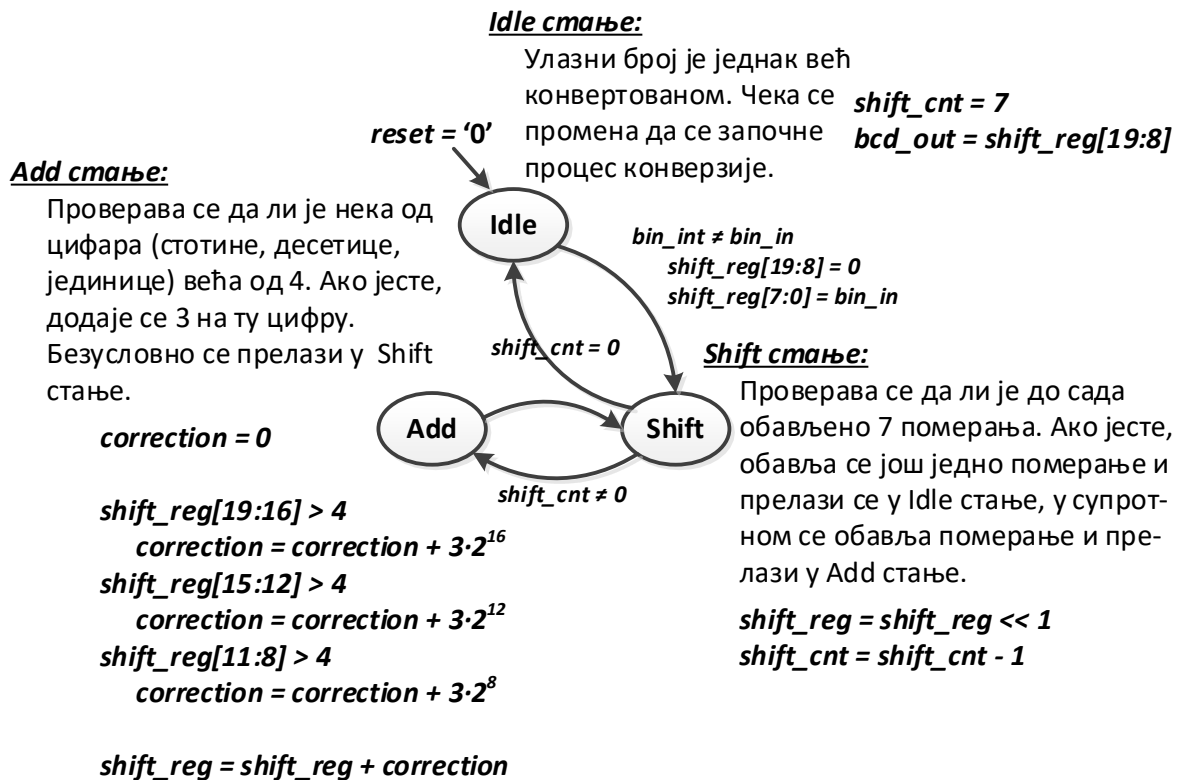 Idle стање:
Улазни број је једнак већ
конвертованом. Чека се
промена да се започне
процес конверзије.
shift_cnt = 7
bcd_out = shift_reg[19:8]
reset = ‘0’
Add стање:
Проверава се да ли је нека од
цифара (стотине, десетице,
јединице) већа од 4. Ако јесте,
додаје се 3 на ту цифру.
Безусловно се прелази у Shift
стање.
Idle
bin_int ≠ bin_in
shift_reg[19:8] = 0
shift_reg[7:0] = bin_in
shift_cnt = 0
Add
Shift
shift_cnt ≠ 0
Shift стање:
Проверава се да ли је до сада
обављено 7 померања. Ако јесте,
обавља се још једно померање и
прелази се у Idle стање, у супрот-
ном се обавља померање и пре-
лази у Add стање.
shift_reg = shift_reg << 1
shift_cnt = shift_cnt - 1
correction = 0
shift_reg[19:16] > 4
correction = correction + 3·2¹⁶
shift_reg[15:12] > 4
correction = correction + 3·2¹²
shift_reg[11:8] > 4
correction = correction + 3·2⁸
shift_reg = shift_reg + correction